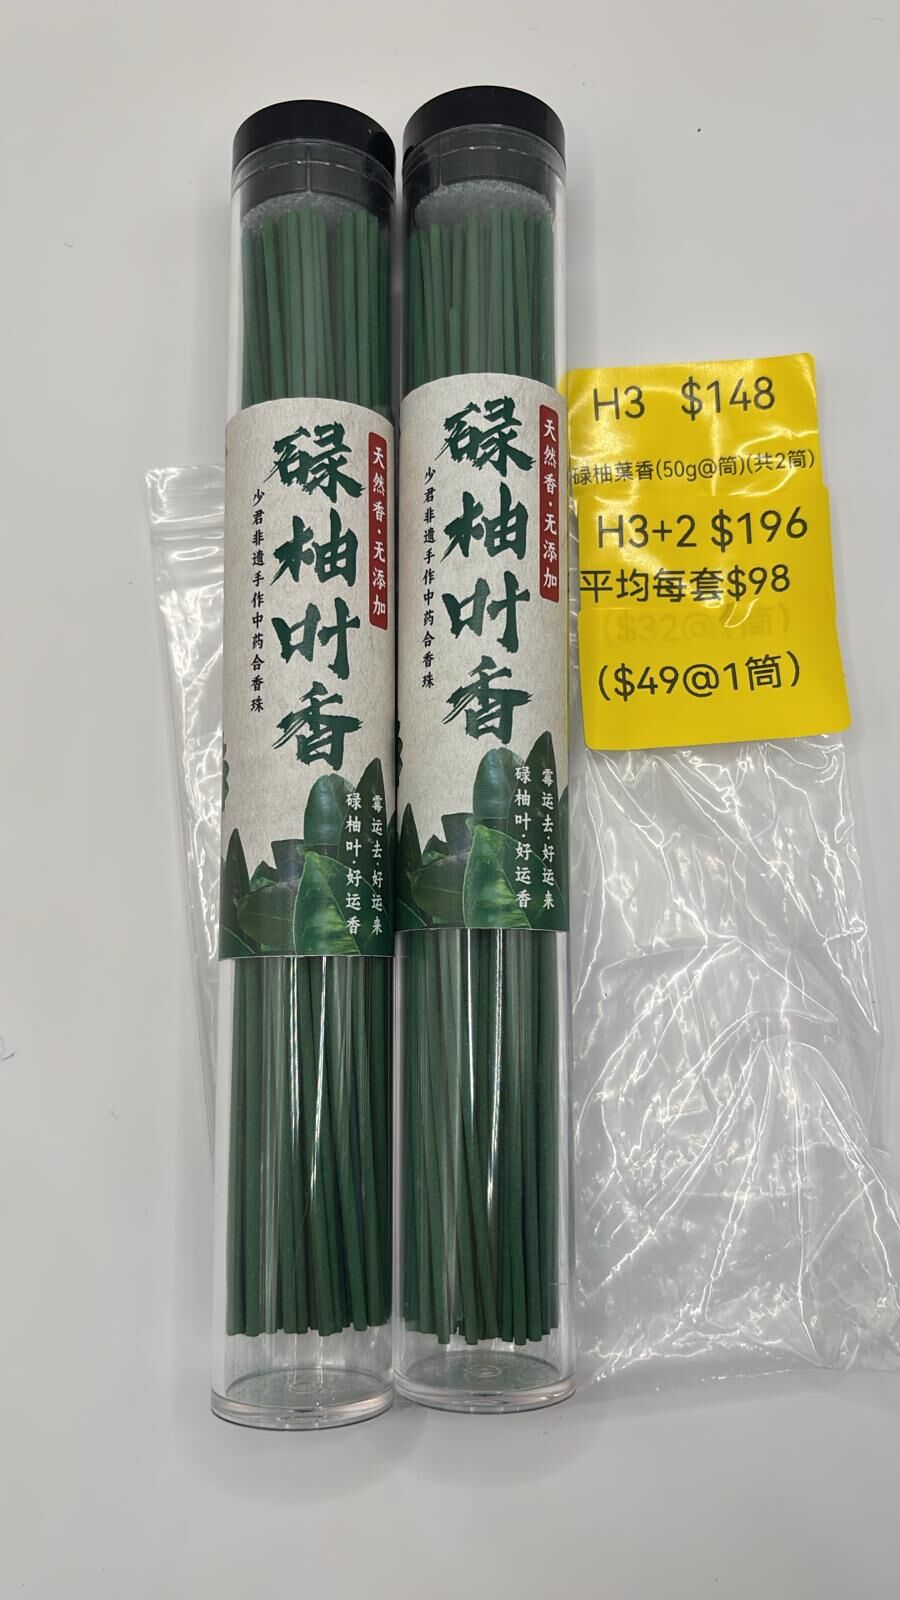 碌柚叶香
天然香·无添加
少君非遗手作中药合香珠
霉运去·好运来
碌柚叶·好运香
碌柚叶香
天然香·无添加
少君非遗手作中药合香珠
霉运去·好运来
碌柚叶·好运香
H3 $148
碌柚葉香(50g@筒)(共2筒)
H3+2 $196
平均每套$98
($32@1筒)
($49@1筒)